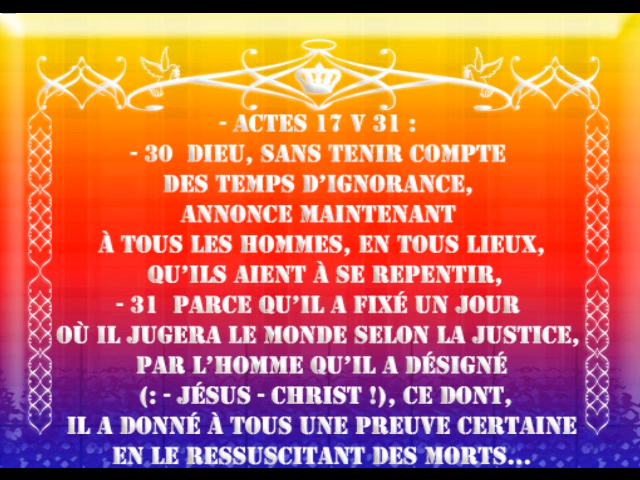 - ACTES 17 V 31 :
- 30 DIEU, SANS TENIR COMPTE
DES TEMPS D'IGNORANCE,
ANNONCE MAINTENANT
À TOUS LES HOMMES, EN TOUS LIEUX,
QU'ILS AIENT À SE REPENTIR,
- 31 PARCE QU'IL A FIXÉ UN JOUR
OÙ IL JUGERA LE MONDE SELON LA JUSTICE,
PAR L'HOMME QU'IL A DÉSIGNÉ
(: - JÉSUS - CHRIST !), CE DONT,
IL A DONNÉ À TOUS UNE PREUVE CERTAINE
EN LE RESSUSCITANT DES MORTS...